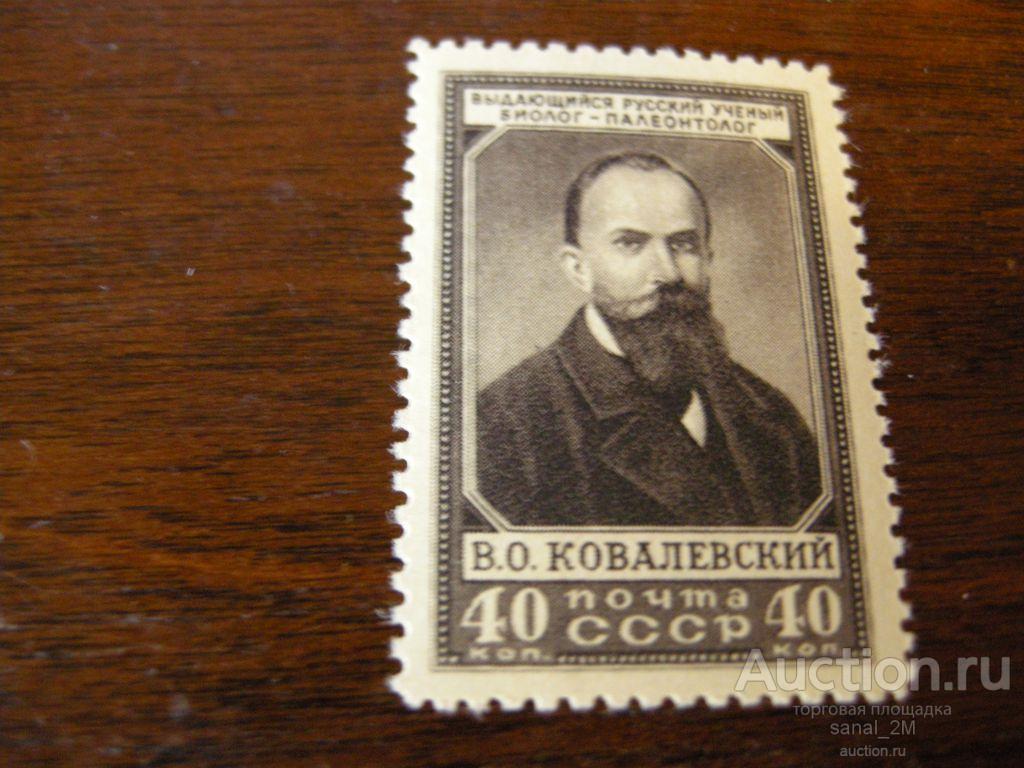 ВЫДАЮЩИЙСЯ РУССКИЙ УЧЕНЫЙ
БИОЛОГ - ПАЛЕОНТОЛОГ
В.О. КОВАЛЕВСКИЙ
40 почта 40
коп. СССР коп
Auction.ru
торговая площадка
sanal_2M
auction.ru